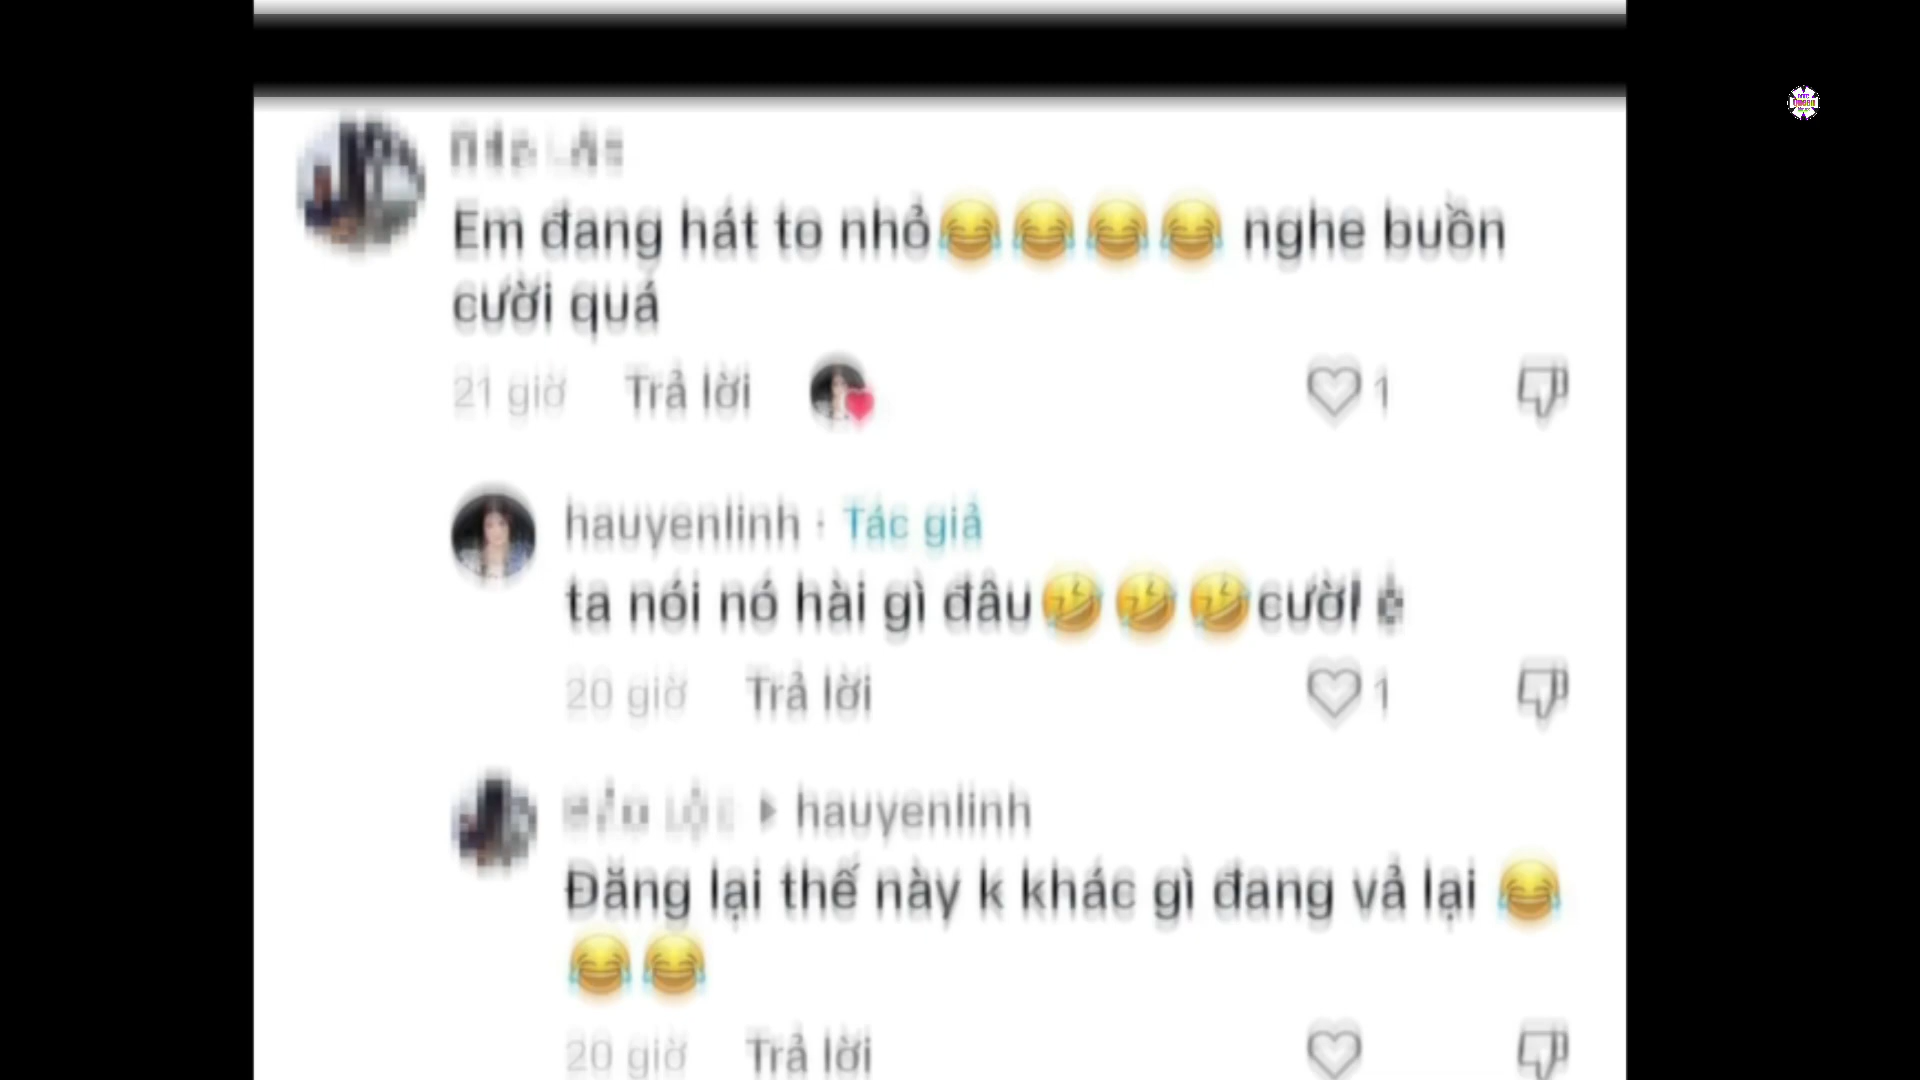 Em đang hát to nhỏ😂😂😂😂 nghe buồn
cười quá
21 giờ Trả lời 1
hauyenlinh · Tác giả
ta nói nó hài gì đâu🤣🤣🤣cười
20 giờ Trả lời 1
hauyenlinh
Đăng lại thế này k khác gì đang vả lại 😂
😂😂
20 giờ Trả lời